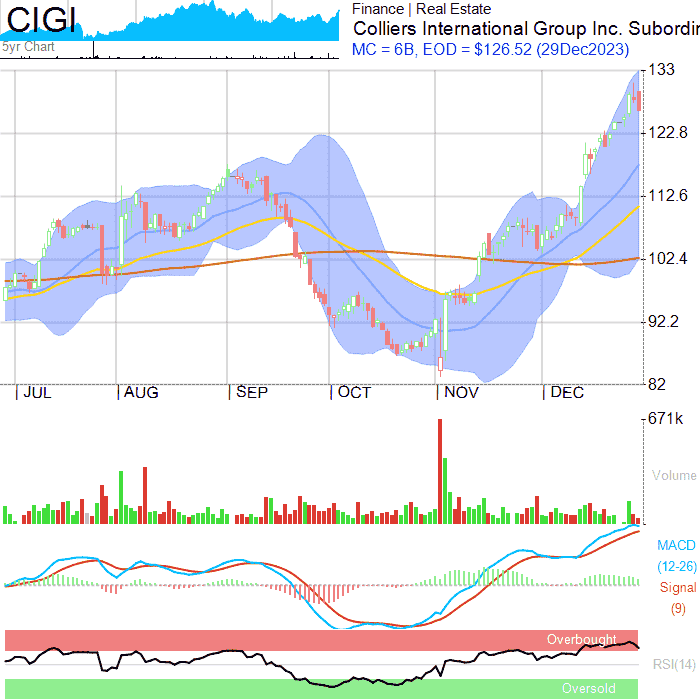 CIGI
5yr Chart
Finance | Real Estate
Colliers International Group Inc. Subordin
MC = 6B, EOD = $126.52 (29Dec2023)
133
122.8
112.6
102.4
92.2
82
| JUL | AUG | SEP | OCT | NOV | DEC
671k
Volume
MACD
(12-26)
Signal
(9)
Overbought
RSI(14)
Oversold